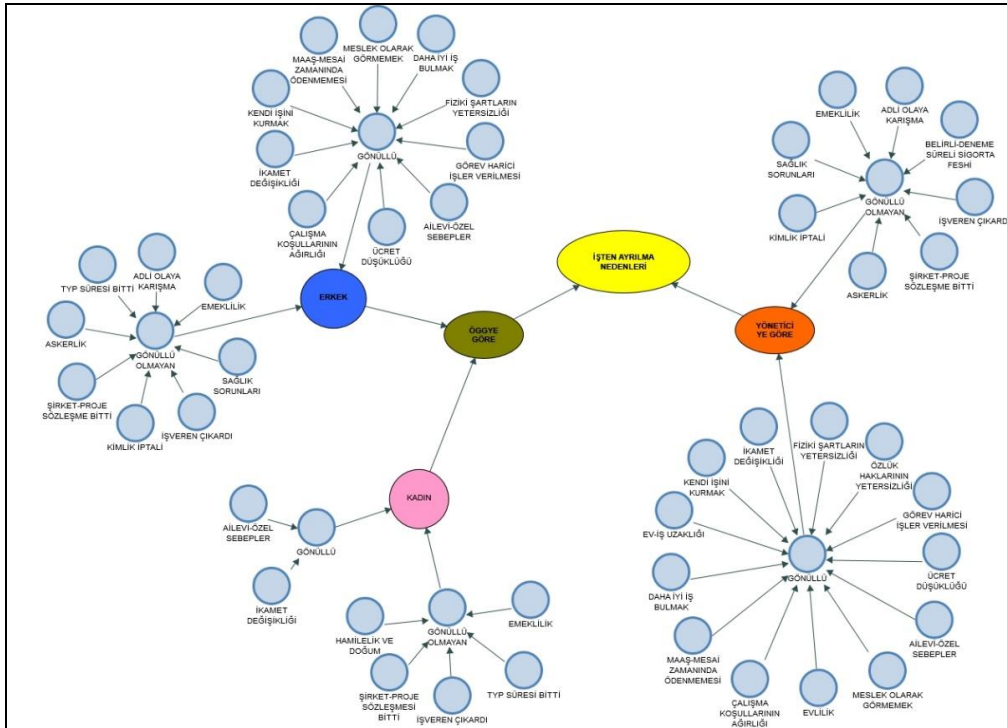 MAAŞ-MESAİ
ZAMANINDA
ÖDENMEMESİ
MESLEK OLARAK
GÖRMEMEK
DAHA İYİ İŞ
BULMAK
KENDİ İŞİNİ
KURMAK
FİZİKİ ŞARTLARIN
YETERSİZLİĞİ
İKAMET
DEĞİŞİKLİĞİ
GÖNÜLLÜ
GÖREV HARİCİ
İŞLER VERİLMESİ
ÇALIŞMA
KOŞULLARININ
AĞIRLIĞI
ÜCRET
DÜŞÜKLÜĞÜ
AİLEVİ-ÖZEL
SEBEPLER
ERKEK
TYP SÜRESİ BİTTİ
ADLİ OLAYA
KARIŞMA
EMEKLİLİK
ASKERLİK
GÖNÜLLÜ
OLMAYAN
SAĞLIK
SORUNLARI
ŞİRKET-PROJE
SÖZLEŞME BİTTİ
KİMLİK İPTALİ
İŞVEREN ÇIKARDI
İŞTEN AYRILMA
NEDENLERİ
ÖGGYE
GÖRE
YÖNETİCİ
YE GÖRE
EMEKLİLİK
ADLİ OLAYA
KARIŞMA
BELİRLİ-DENEME
SÜRELİ SİGORTA
FESHİ
SAĞLIK
SORUNLARI
GÖNÜLLÜ
OLMAYAN
İŞVEREN ÇIKARDI
KİMLİK İPTALİ
ASKERLİK
ŞİRKET-PROJE
SÖZLEŞME BİTTİ
KADIN
AİLEVİ-ÖZEL
SEBEPLER
GÖNÜLLÜ
İKAMET
DEĞİŞİKLİĞİ
HAMİLELİK VE
DOĞUM
GÖNÜLLÜ
OLMAYAN
EMEKLİLİK
ŞİRKET-PROJE
SÖZLEŞMESİ
BİTTİ
İŞVEREN ÇIKARDI
TYP SÜRESİ BİTTİ
İKAMET
DEĞİŞİKLİĞİ
FİZİKİ ŞARTLARIN
YETERSİZLİĞİ
ÖZLÜK
HAKLARININ
YETERSİZLİĞİ
KENDİ İŞİNİ
KURMAK
GÖREV HARİCİ
İŞLER VERİLMESİ
EV-İŞ UZAKLIĞI
GÖNÜLLÜ
ÜCRET
DÜŞÜKLÜĞÜ
DAHA İYİ İŞ
BULMAK
AİLEVİ-ÖZEL
SEBEPLER
MAAŞ-MESAİ
ZAMANINDA
ÖDENMEMESİ
ÇALIŞMA
KOŞULLARININ
AĞIRLIĞI
EVLİLİK
MESLEK OLARAK
GÖRMEMEK